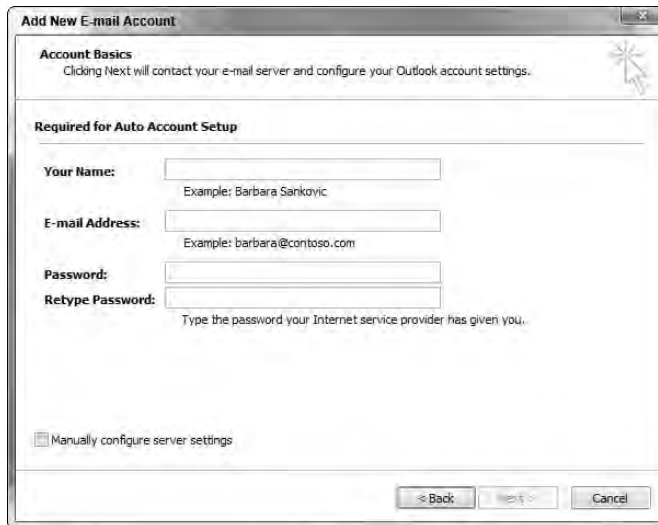 Add New E-mail Account
Account Basics
Clicking Next will contact your e-mail server and configure your Outlook account settings.
Required for Auto Account Setup
Your Name:
Example: Barbara Sankovic
E-mail Address:
Example: barbara@contoso.com
Password:
Retype Password:
Type the password your Internet service provider has given you.
Manually configure server settings
< Back Next > Cancel